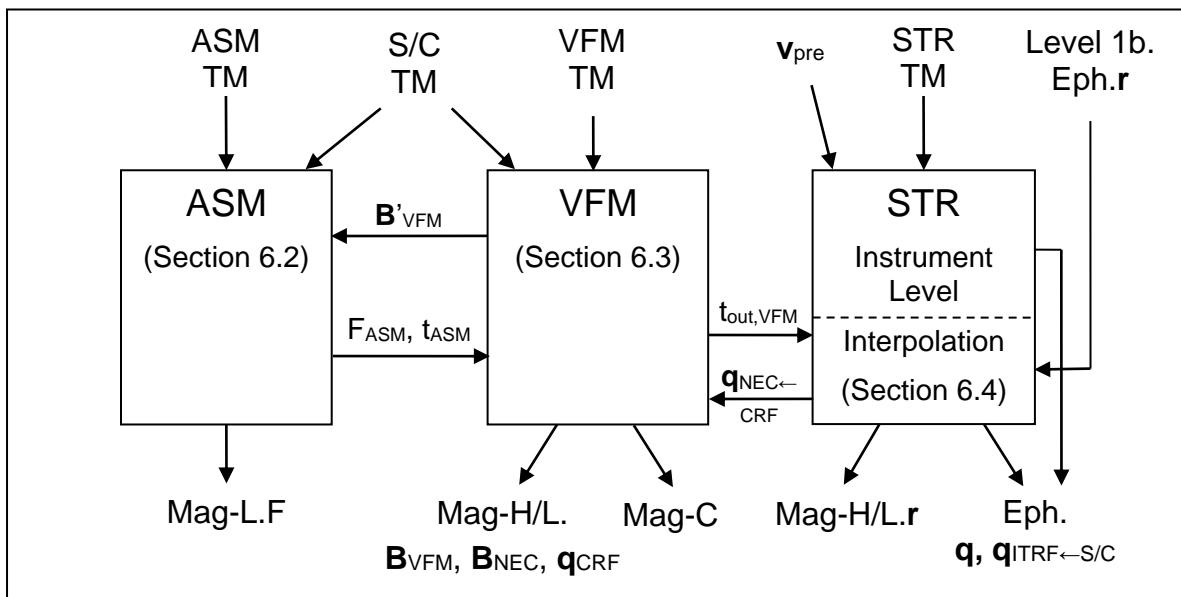 ASM
TM
S/C
TM
VFM
TM
vpre
STR
TM
Level 1b.
Eph.r
ASM
(Section 6.2)
B’VFM
FASM, tASM
VFM
(Section 6.3)
tout,VFM
qNEC←
CRF
STR
Instrument
Level
Interpolation
(Section 6.4)
Mag-L.F
Mag-H/L.
BVFM, BNEC, qCRF
Mag-C
Mag-H/L.r
Eph.
q, qITRF←S/C